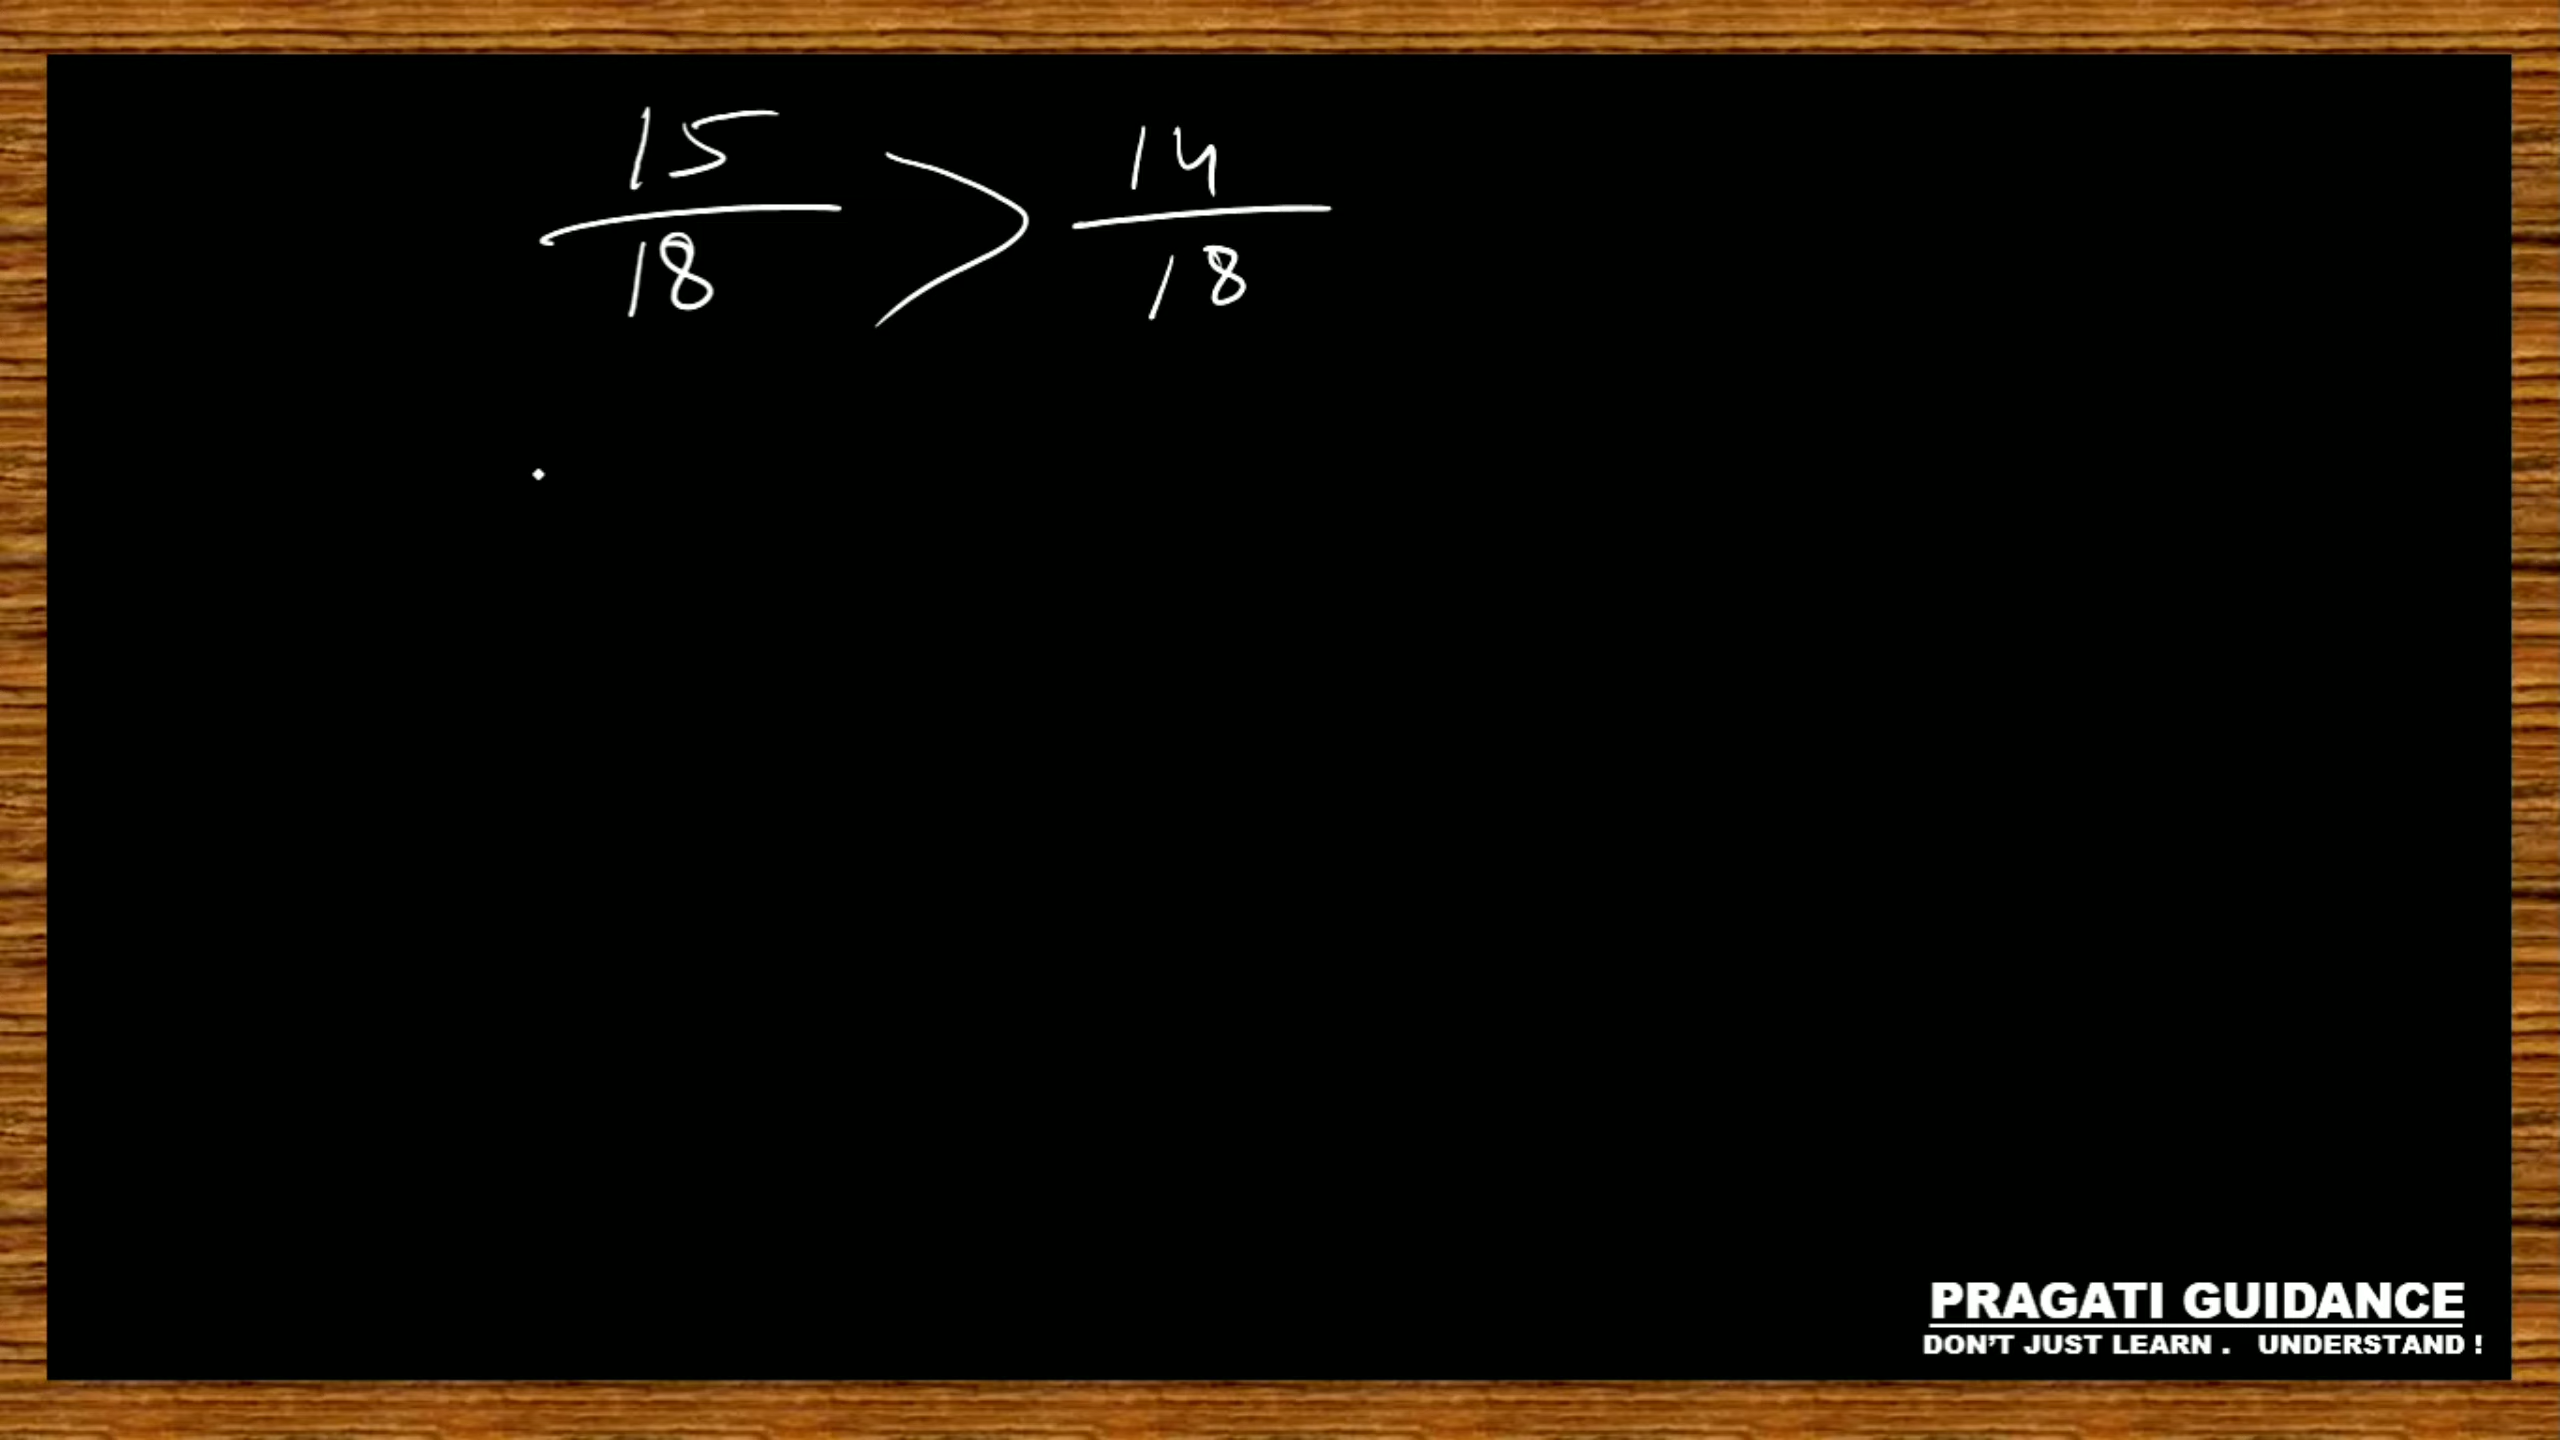 15/18 > 14/18
PRAGATI GUIDANCE
DON'T JUST LEARN . UNDERSTAND !